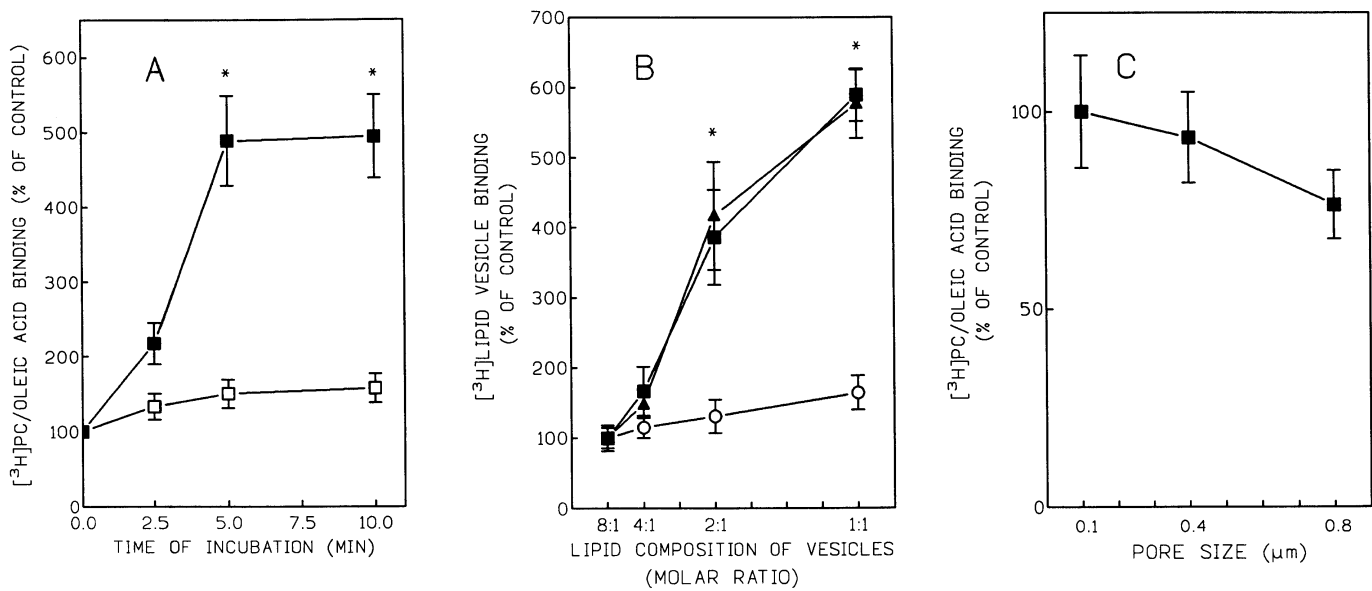 A
[³H]PC/OLEIC ACID BINDING (% OF CONTROL)
600
500
400
300
200
100
0
* *
0.0 2.5 5.0 7.5 10.0
TIME OF INCUBATION (MIN)
B
[³H]LIPID VESICLE BINDING
(% OF CONTROL)
700
600
500
400
300
200
100
0
* *
8:1 4:1 2:1 1:1
LIPID COMPOSITION OF VESICLES
(MOLAR RATIO)
C
[³H]PC/OLEIC ACID BINDING
(% OF CONTROL)
100
50
0
0.1 0.4 0.8
PORE SIZE (μm)